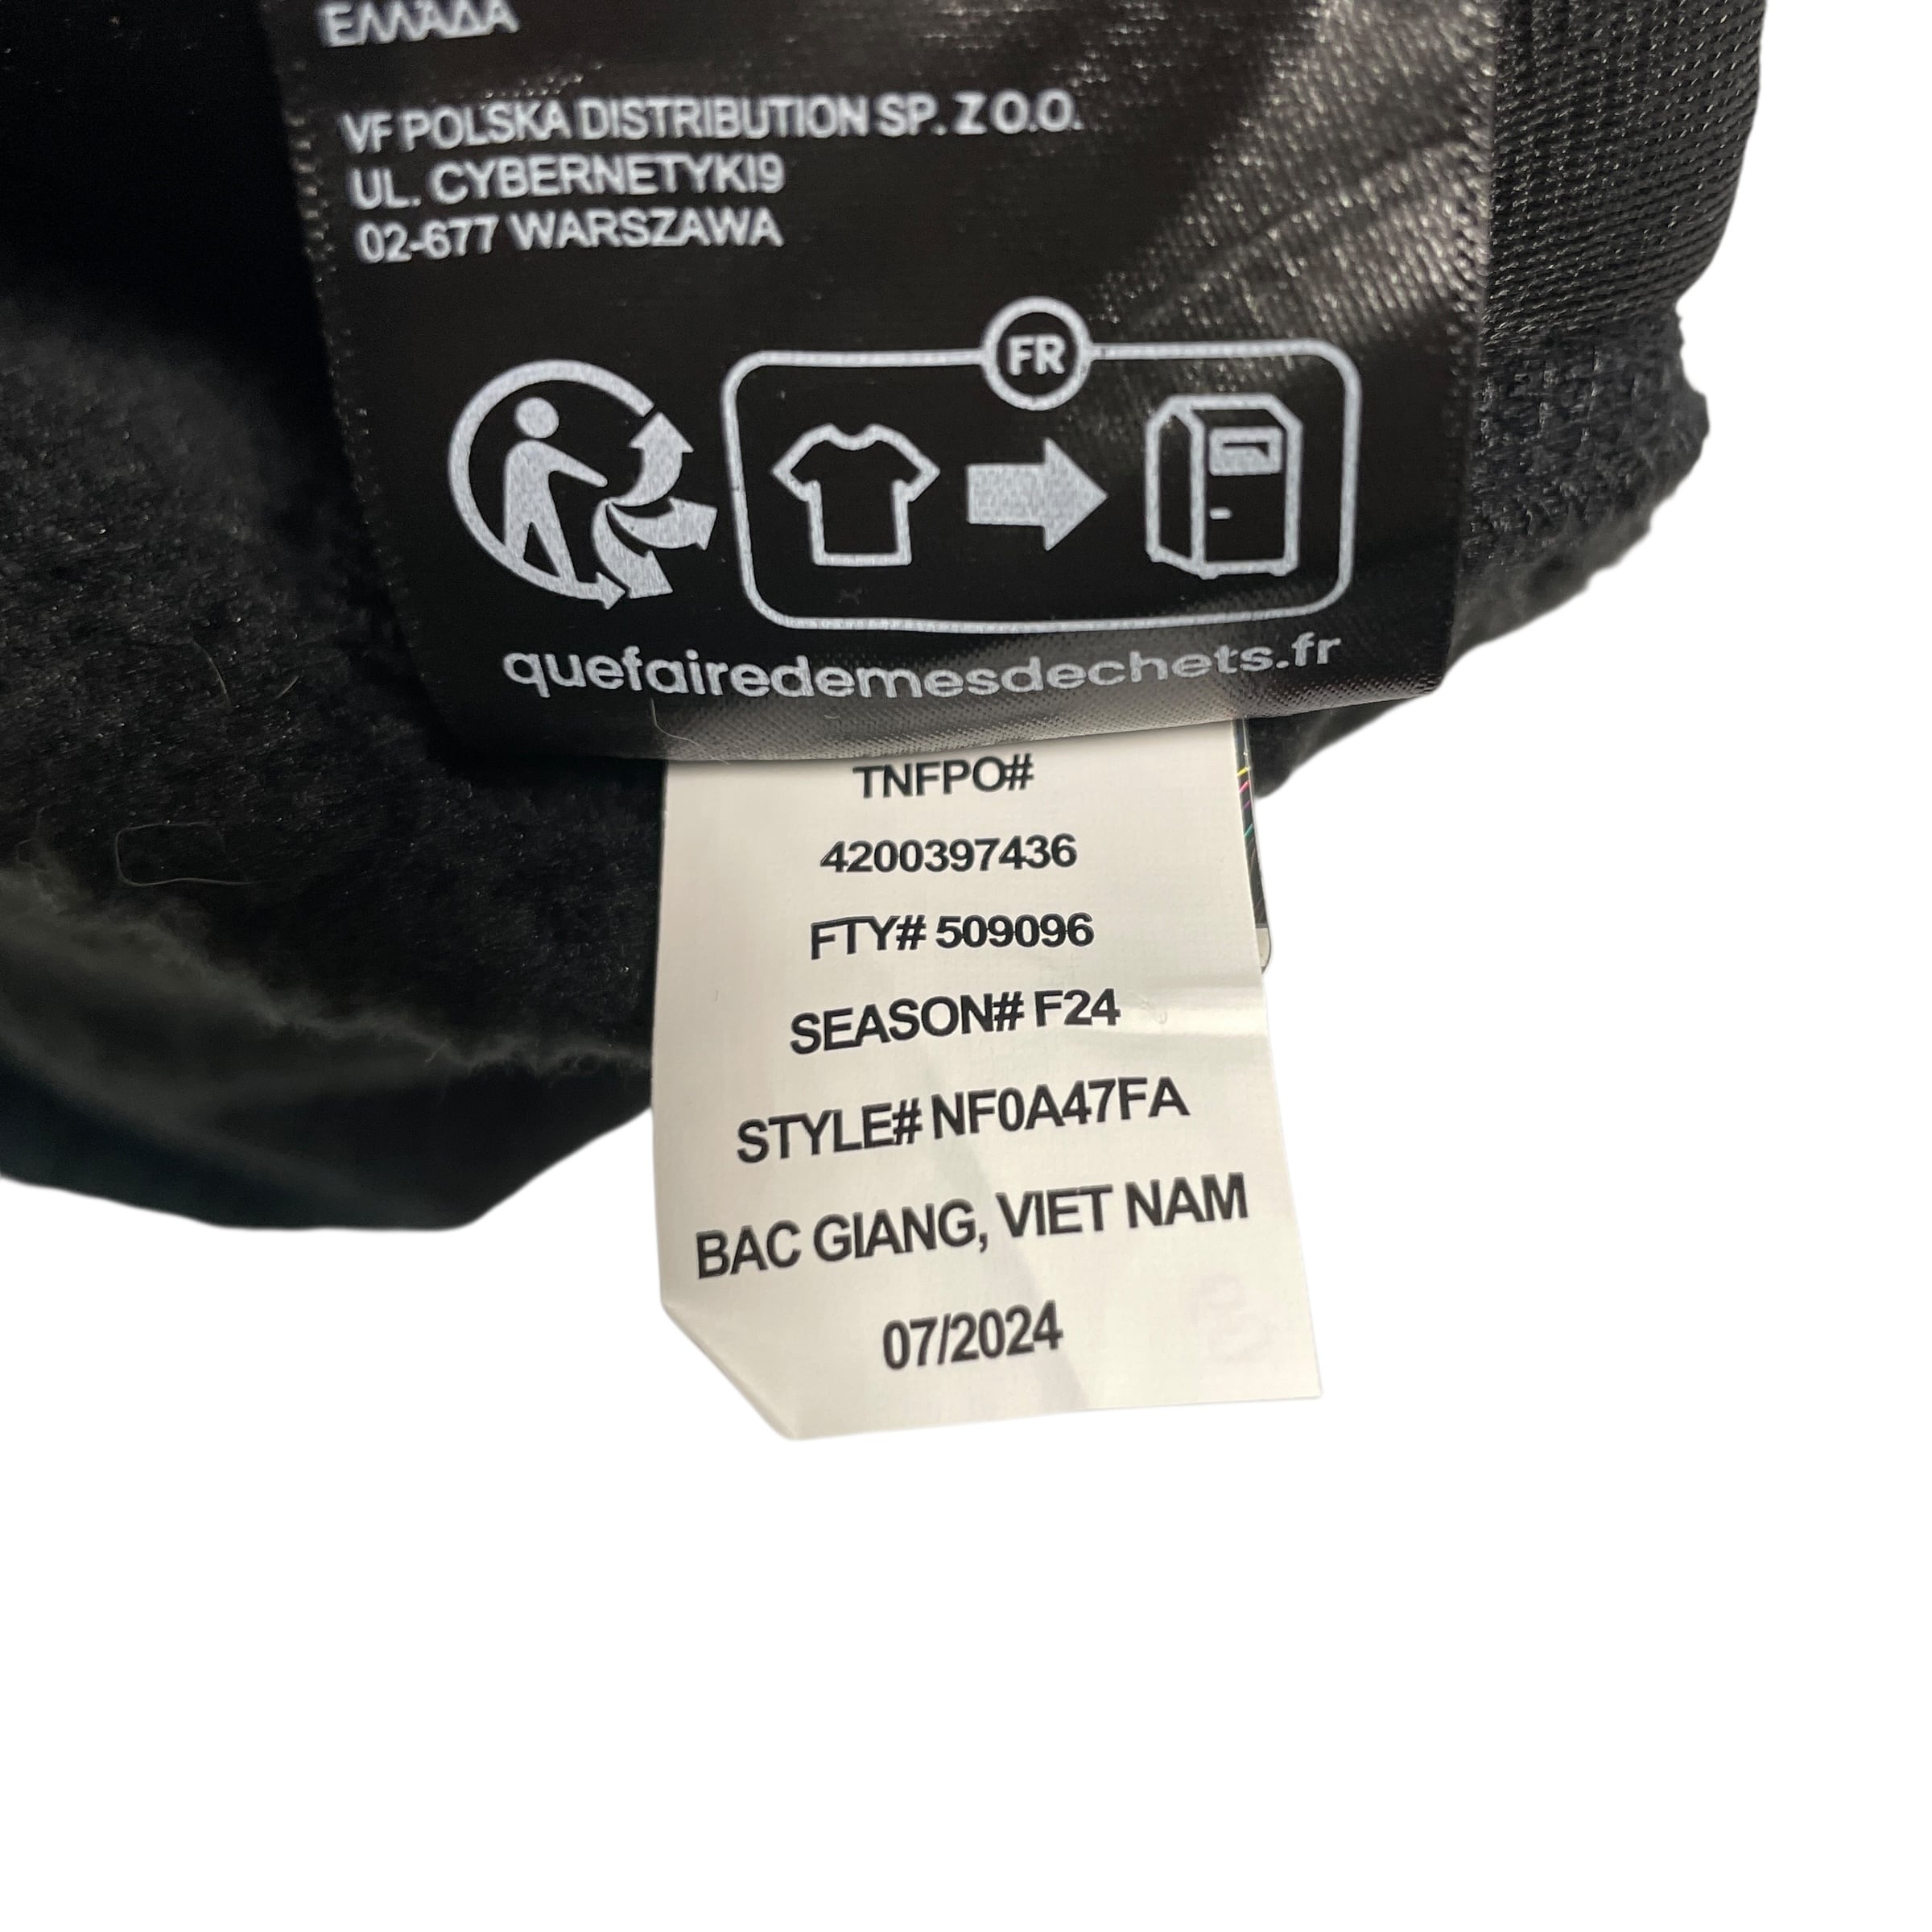 ΕΛΛΑΔΑ
VF POLSKA DISTRIBUTION SP. Z O.O.
UL. CYBERNETYKI9
02-677 WARSZAWA
FR
quefairedemesdechets.fr
TNFPO#
4200397436
FTY# 509096
SEASON# F24
STYLE# NF0A47FA
BAC GIANG, VIET NAM
07/2024